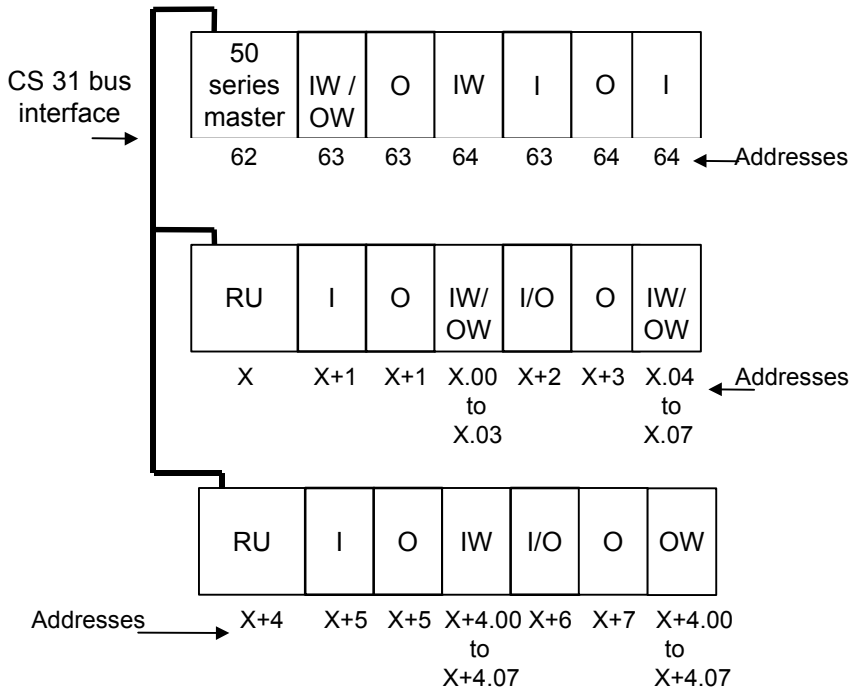 50 series master
IW / OW
O
IW
I
O
I
CS 31 bus interface
62 63 63 64 63 64 64
Addresses
RU
I
O
IW/ OW
I/O
O
IW/ OW
X
X+1
X+1
X.00 to X.03
X+2
X+3
X.04 to X.07
Addresses
RU
I
O
IW
I/O
O
OW
Addresses
X+4
X+5
X+5
X+4.00 to X+4.07
X+6
X+7
X+4.00 to X+4.07